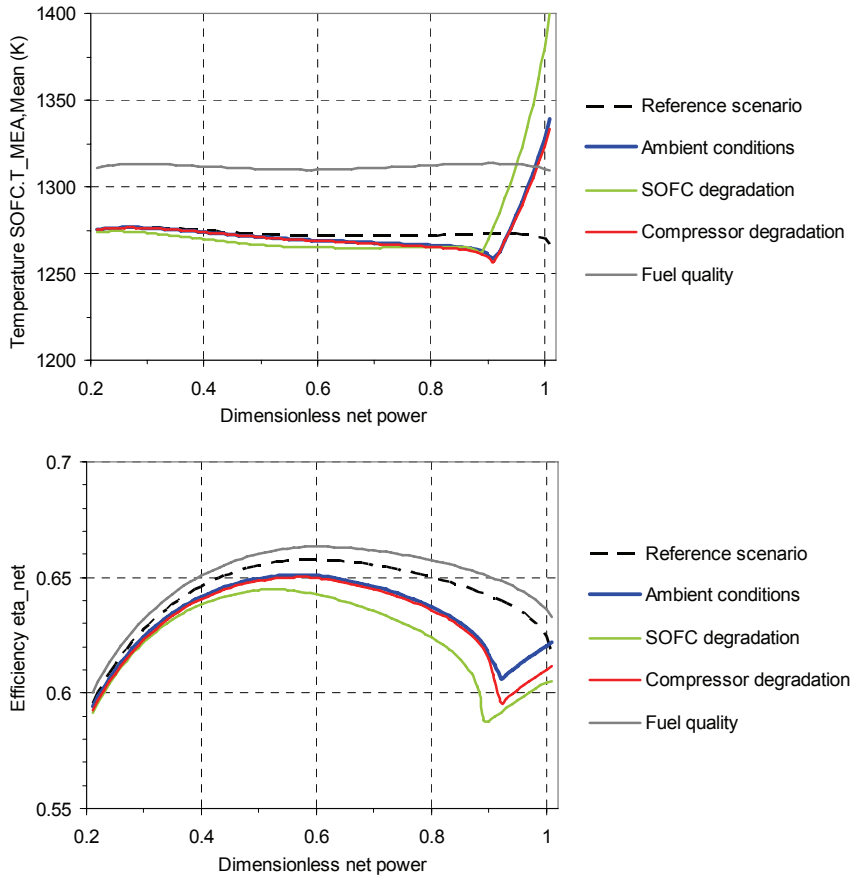 1400
1350
1300
1250
1200
Temperature SOFC.T_MEA,Mean (K)
0.2
0.4
0.6
0.8
1
Dimensionless net power
Reference scenario
Ambient conditions
SOFC degradation
Compressor degradation
Fuel quality
0.7
0.65
0.6
0.55
Efficiency eta_net
0.2
0.4
0.6
0.8
1
Dimensionless net power
Reference scenario
Ambient conditions
SOFC degradation
Compressor degradation
Fuel quality